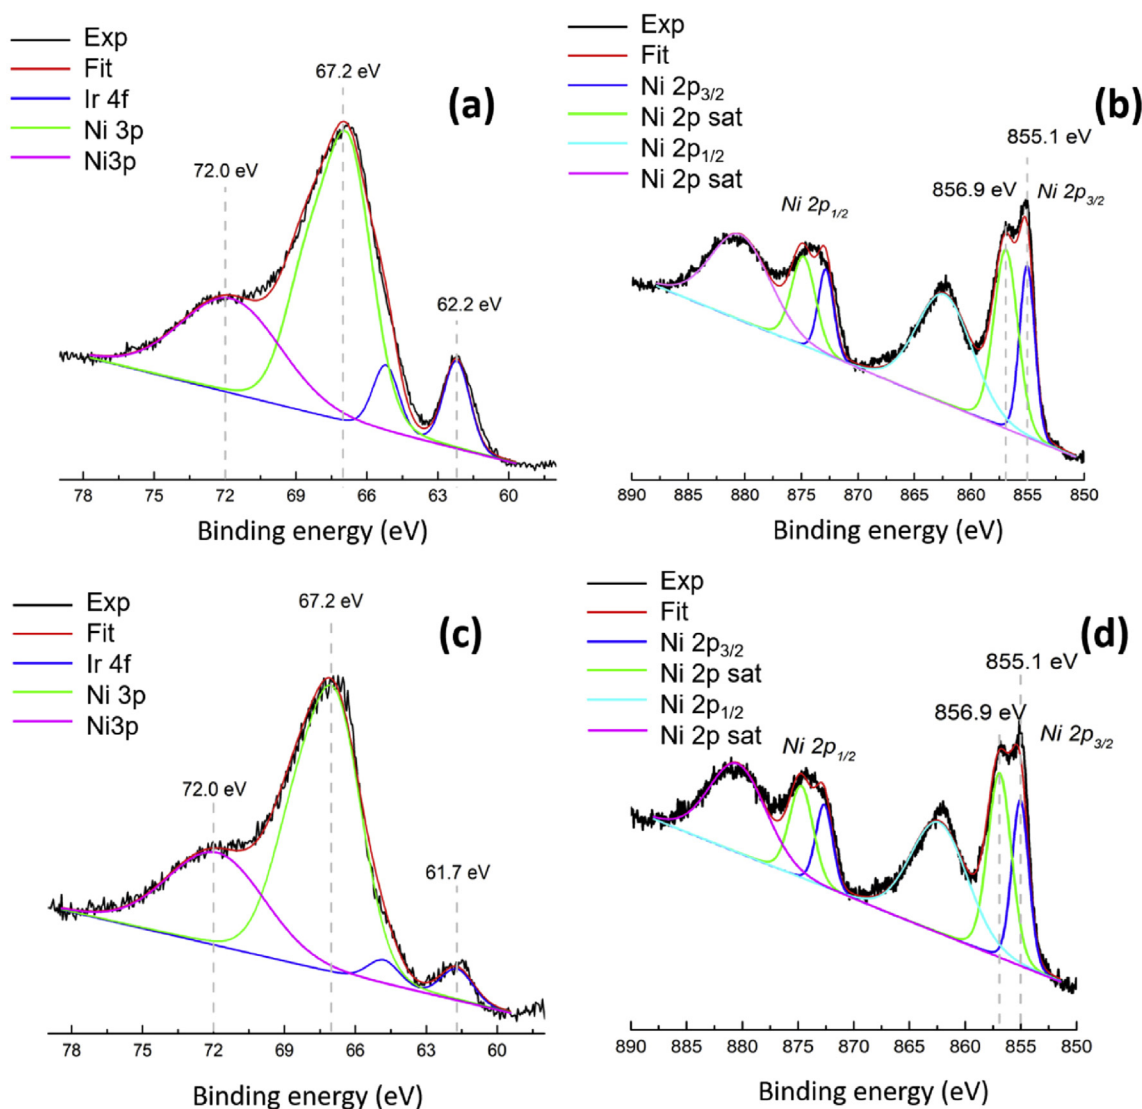 Exp
Fit
Ir 4f
Ni 3p
Ni3p
67.2 eV
72.0 eV
62.2 eV
(a)
78 75 72 69 66 63 60
Binding energy (eV)
Exp
Fit
Ni 2p3/2
Ni 2p sat
Ni 2p1/2
Ni 2p sat
(b)
855.1 eV
856.9 eV
Ni 2p3/2
Ni 2p1/2
890 885 880 875 870 865 860 855 850
Binding energy (eV)
Exp
Fit
Ir 4f
Ni 3p
Ni3p
67.2 eV
72.0 eV
61.7 eV
(c)
78 75 72 69 66 63 60
Binding energy (eV)
Exp
Fit
Ni 2p3/2
Ni 2p sat
Ni 2p1/2
Ni 2p sat
(d)
855.1 eV
856.9 eV
Ni 2p3/2
Ni 2p1/2
890 885 880 875 870 865 860 855 850
Binding energy (eV)